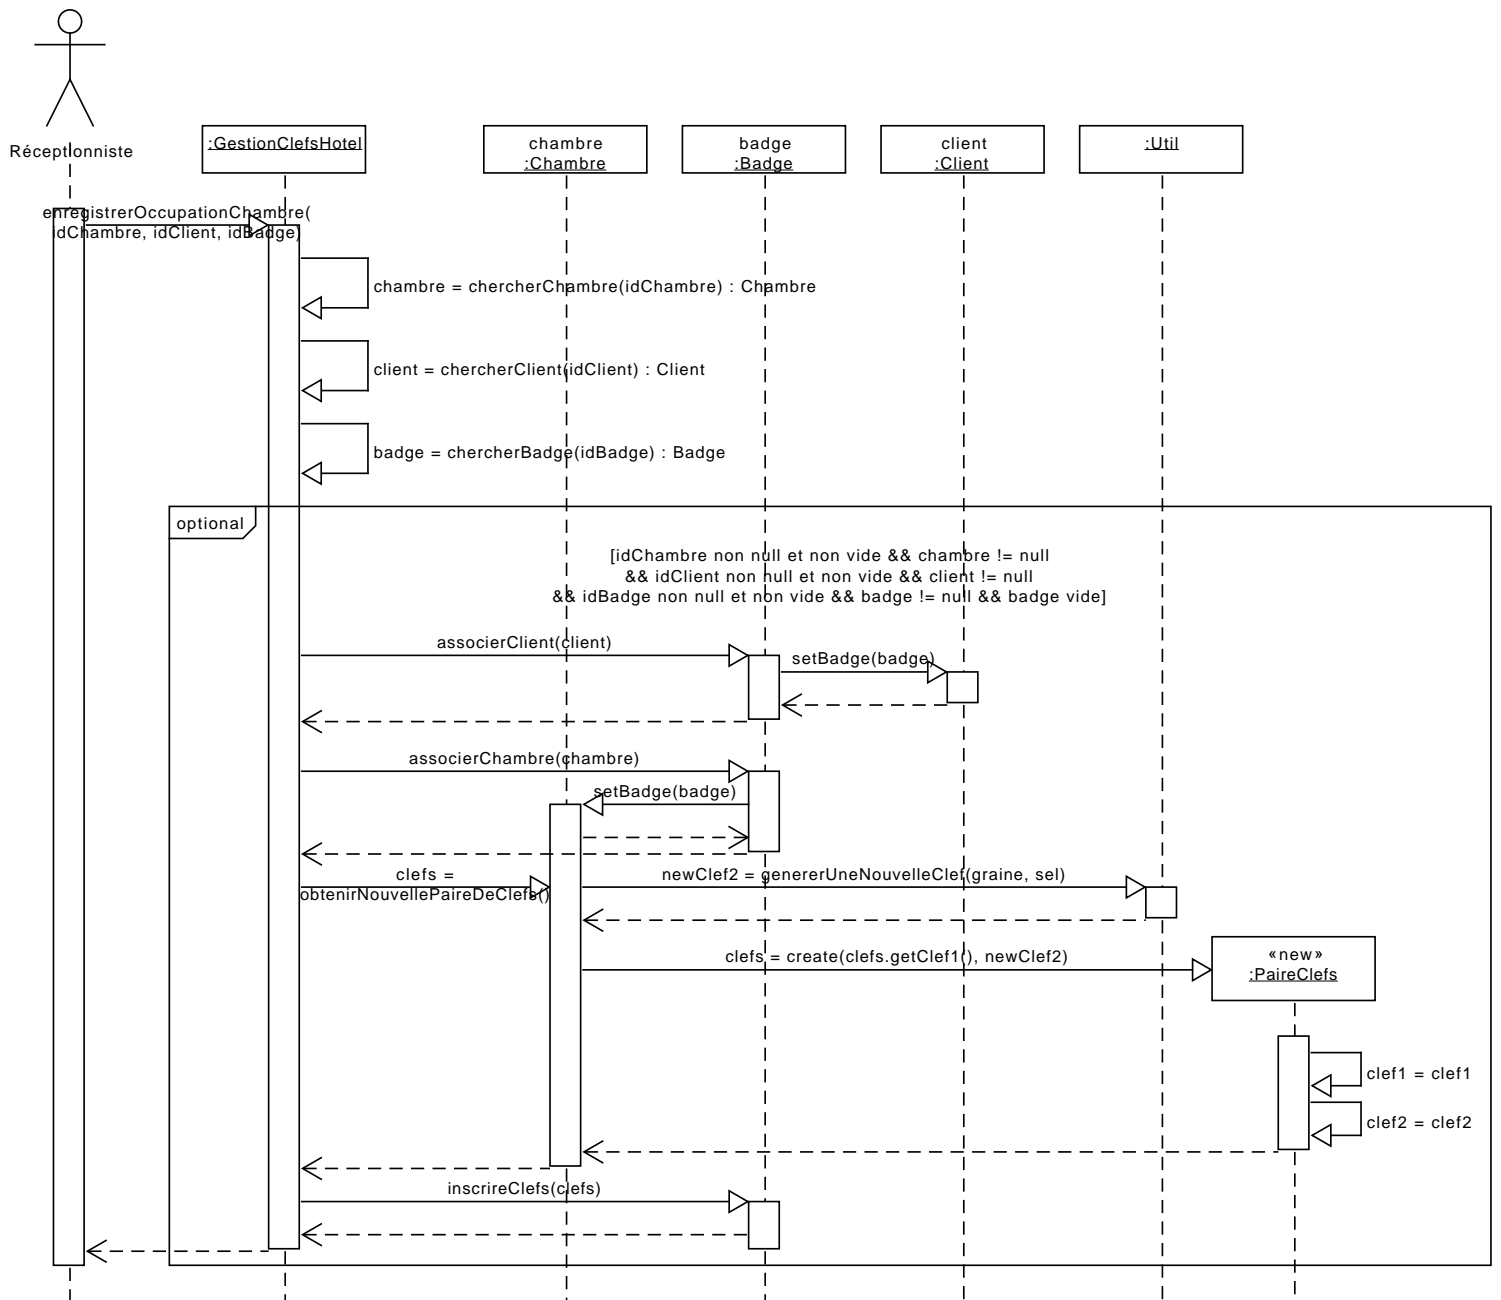 Réceptionniste
:GestionClefsHotel
chambre
:Chambre
badge
:Badge
client
:Client
:Util
enregistrerOccupationChambre(
idChambre, idClient, idBadge)
chambre = chercherChambre(idChambre) : Chambre
client = chercherClient(idClient) : Client
badge = chercherBadge(idBadge) : Badge
optional
[idChambre non null et non vide && chambre != null
&& idClient non null et non vide && client != null
&& idBadge non null et non vide && badge != null && badge vide]
associerClient(client)
setBadge(badge)
associerChambre(chambre)
setBadge(badge)
clefs =
obtenirNouvellePaireDeClefs()
newClef2 = genererUneNouvelleClef(graine, sel)
clefs = create(clefs.getClef1(), newClef2)
«new»
:PaireClefs
clef1 = clef1
clef2 = clef2
inscrireClefs(clefs)